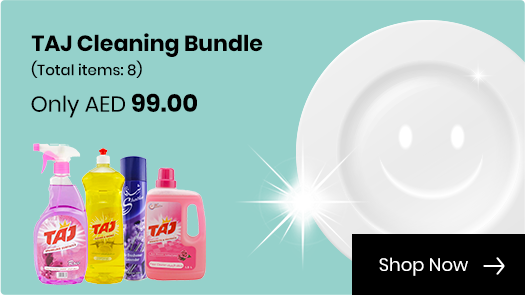 TAJ Cleaning Bundle
(Total items: 8)
Only AED 99.00
TAJ
TAJ
TAJ
Shop Now